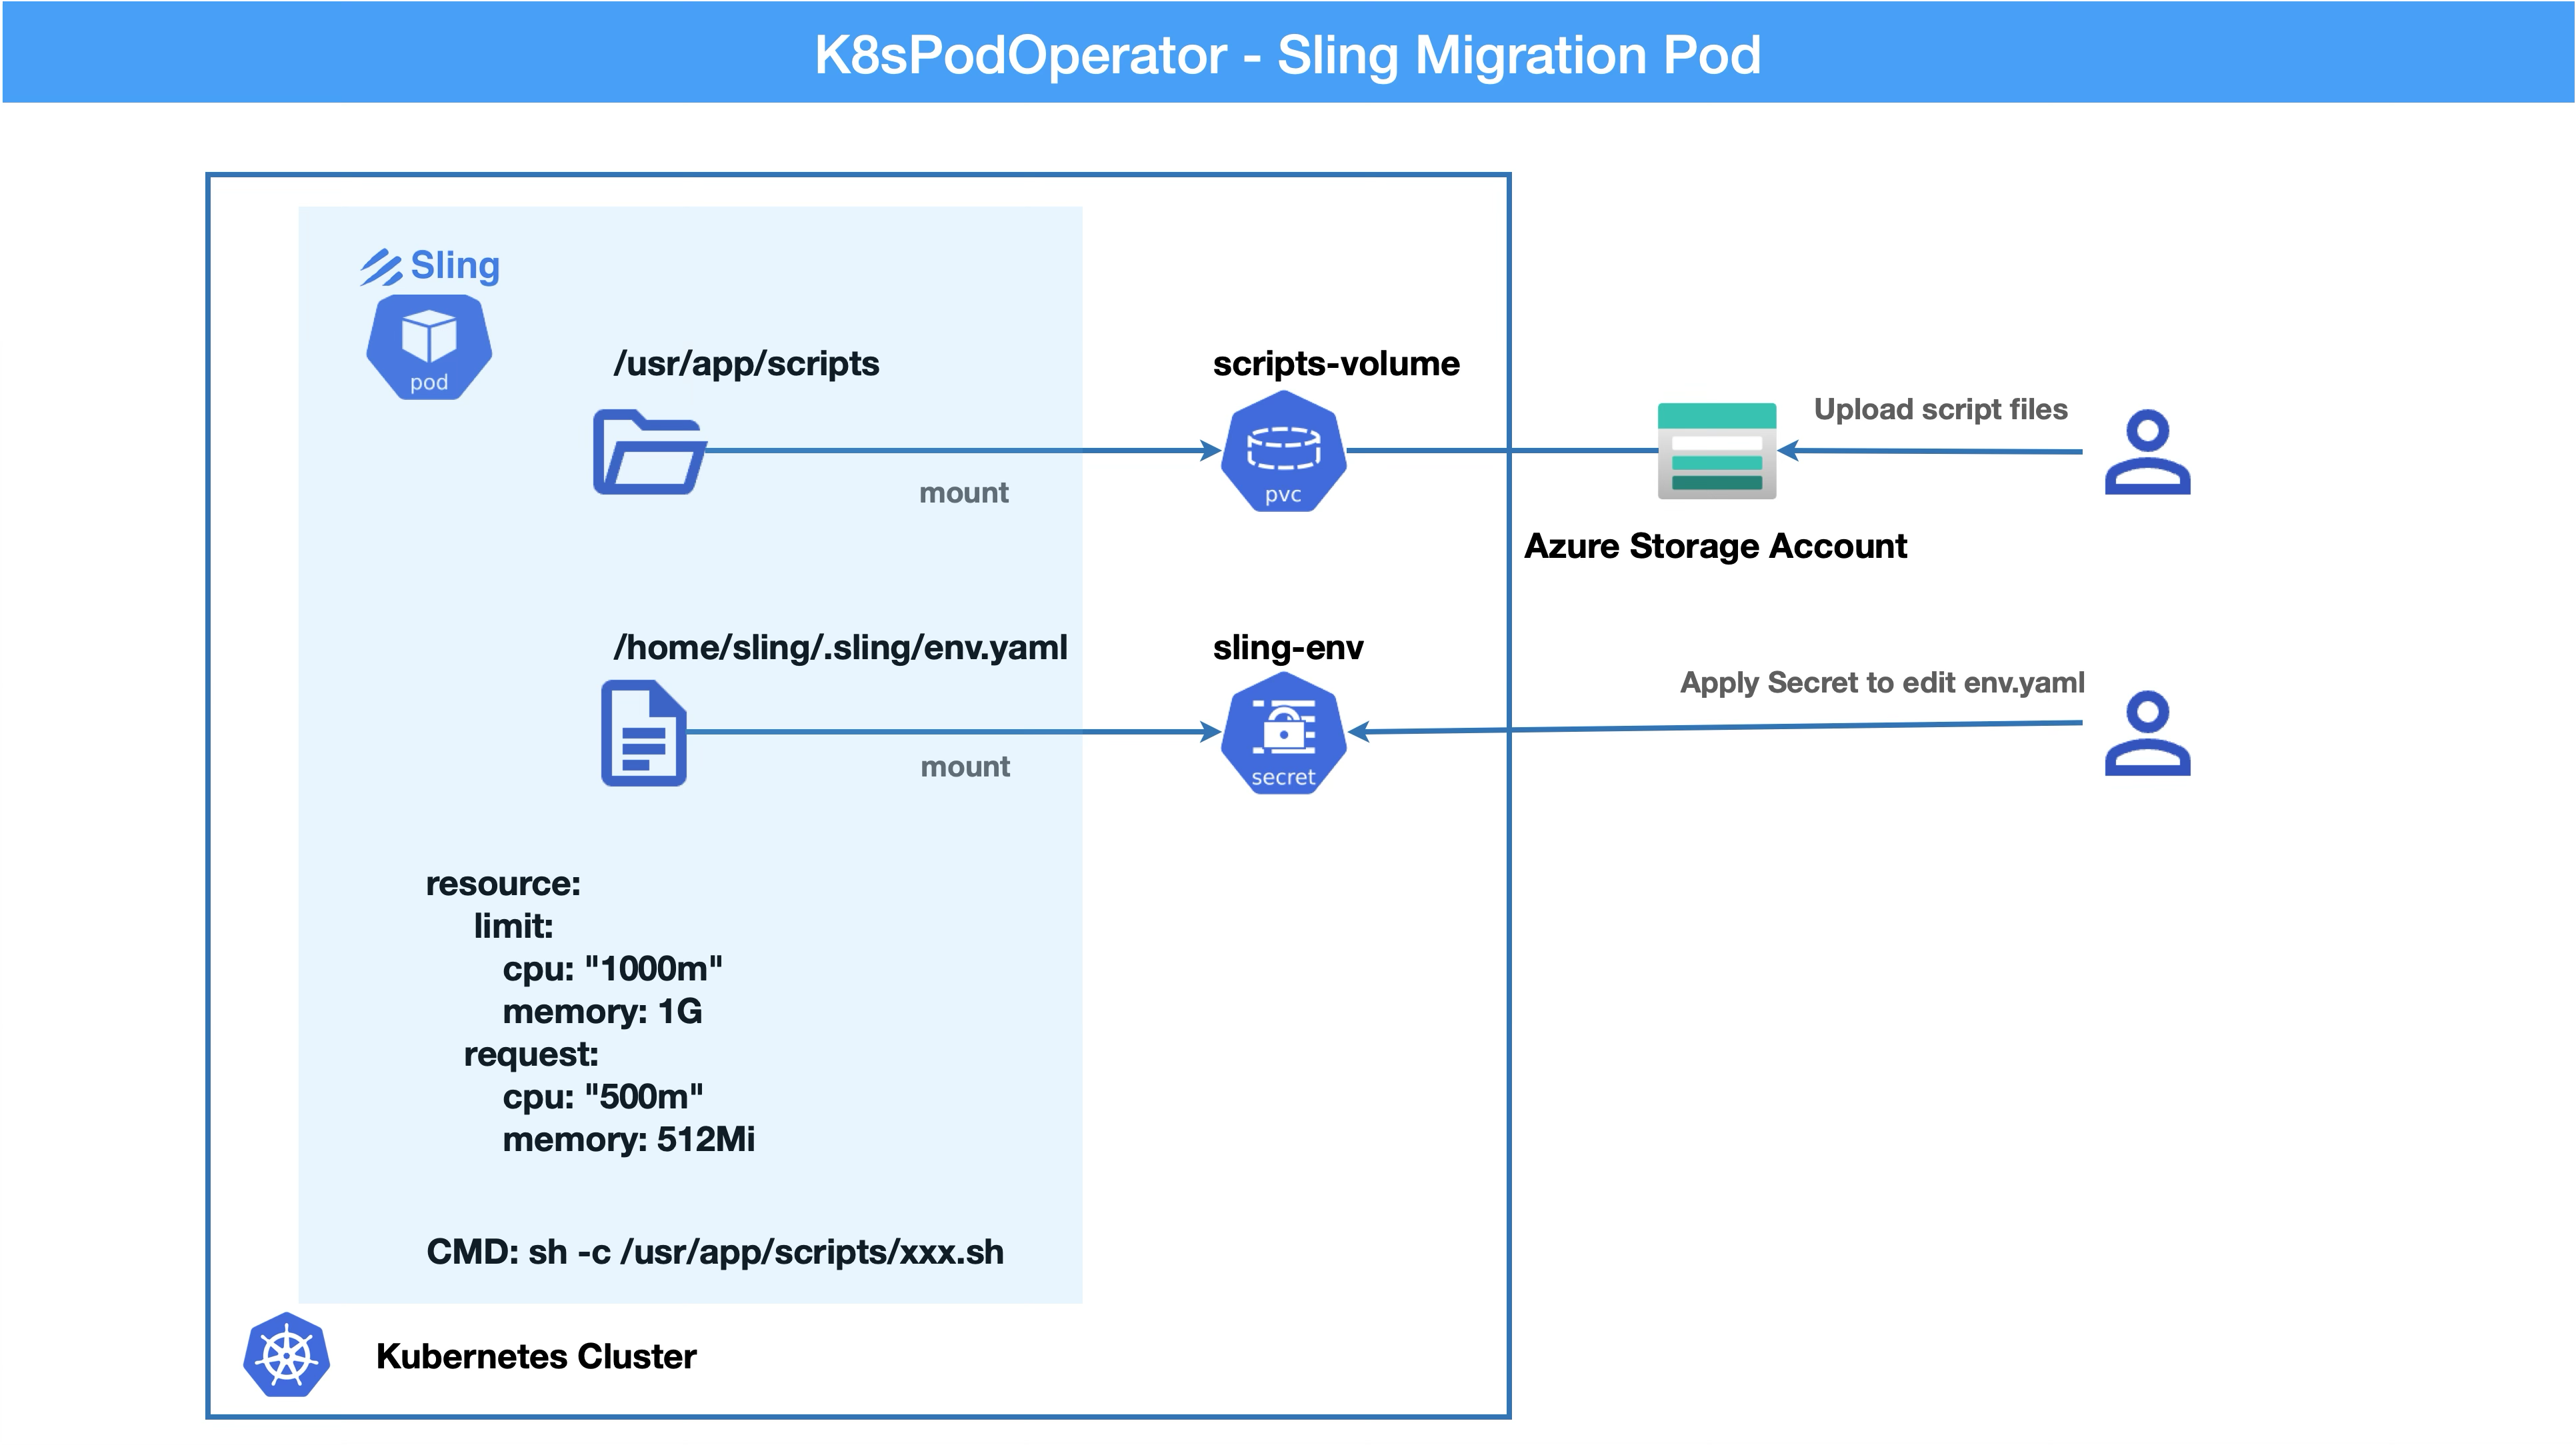 K8sPodOperator - Sling Migration Pod
Sling
pod
/usr/app/scripts
mount
scripts-volume
pvc
Upload script files
Azure Storage Account
/home/sling/.sling/env.yaml
mount
sling-env
secret
Apply Secret to edit env.yaml
resource:
limit:
cpu: "1000m"
memory: 1G
request:
cpu: "500m"
memory: 512Mi
CMD: sh -c /usr/app/scripts/xxx.sh
Kubernetes Cluster